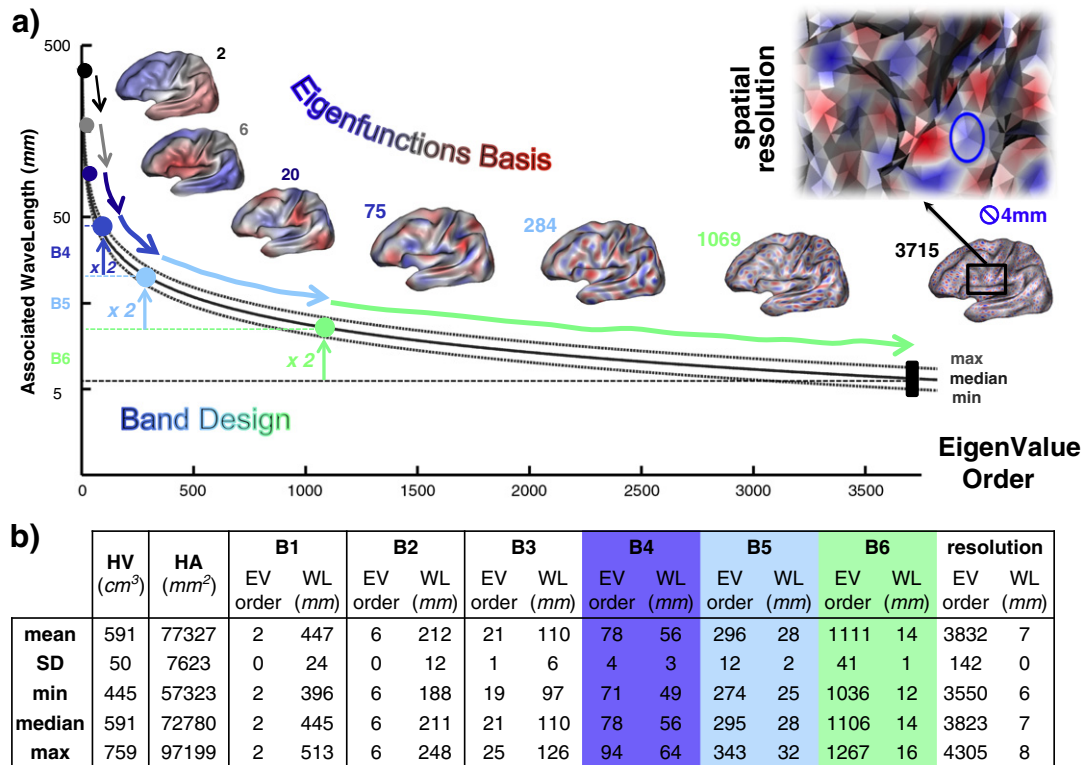 a)
500
50
5
B4
B5
B6
Associated WaveLength (mm)
2
6
20
75
284
1069
3715
Eigenfunctions Basis
spatial
resolution
4mm
x 2
x 2
x 2
Band Design
max
median
min
EigenValue
Order
0 500 1000 1500 2000 2500 3000 3500
b)
HV (cm³) HA (mm²) B1 B2 B3 B4 B5 B6 resolution
EV order WL (mm) EV order WL (mm) EV order WL (mm) EV order WL (mm) EV order WL (mm) EV order WL (mm) EV order WL (mm)
mean 591 77327 2 447 6 212 21 110 78 56 296 28 1111 14 3832 7
SD 50 7623 0 24 0 12 1 6 4 3 12 2 41 1 142 0
min 445 57323 2 396 6 188 19 97 71 49 274 25 1036 12 3550 6
median 591 72780 2 445 6 211 21 110 78 56 295 28 1106 14 3823 7
max 759 97199 2 513 6 248 25 126 94 64 343 32 1267 16 4305 8